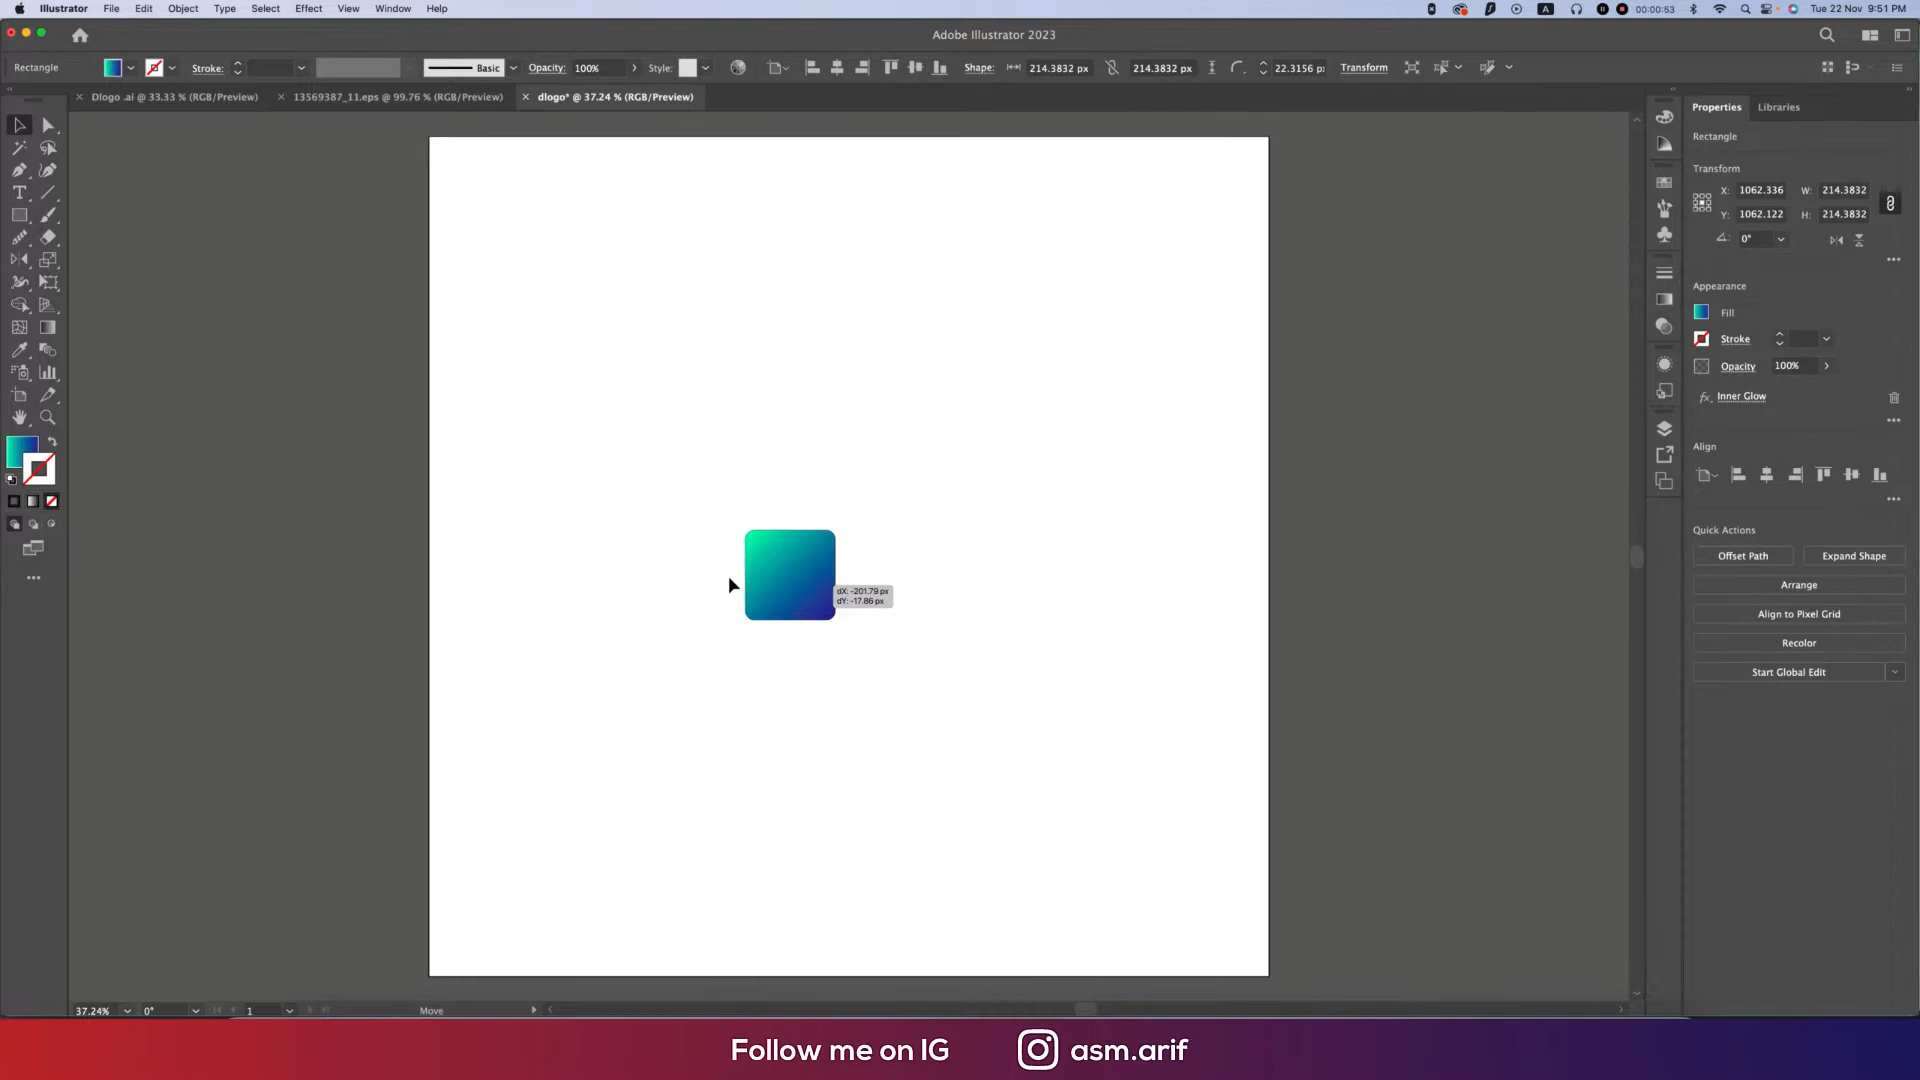 Illustrator File Edit Object Type Select Effect View Window Help
A 00:00:53 Tue 22 Nov 9:51 PM
Adobe Illustrator 2023
Rectangle Stroke: Basic Opacity: 100% Style: Shape: 214.3832 px 214.3832 px 22.3156 p: Transform
Dlogo .ai @ 33.33 % (RGB/Preview) 13569387_11.eps @ 99.76 % (RGB/Preview) dlogo* @ 37.24 % (RGB/Preview)
Properties Libraries
Rectangle
Transform
X: 1062.336 W: 214.3832
Y: 1062.122 H: 214.3832
0°
Appearance
Fill
Stroke
Opacity 100%
fx. Inner Glow
Align
Quick Actions
Offset Path Expand Shape
Arrange
Align to Pixel Grid
Recolor
Start Global Edit
dX: -201.79 px
dY: -17.86 px
37.24% 0° 1 Move
Follow me on IG asm.arif